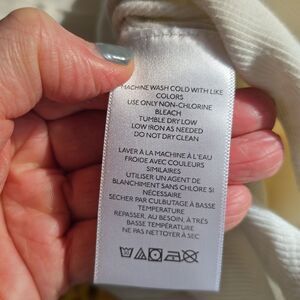 MACHINE WASH COLD WITH LIKE
COLORS
USE ONLY NON-CHLORINE
BLEACH
TUMBLE DRY LOW
LOW IRON AS NEEDED
DO NOT DRY CLEAN
LAVER À LA MACHINE À L'EAU
FROIDE AVEC COULEURS
SIMILAIRES
UTILISER UN AGENT DE
BLANCHIMENT SANS CHLORE SI
NÉCESSAIRE
SECHER PAR CULBUTAGE À BASSE
TEMPÉRATURE
REPASSER, AU BESOIN, À TRÈS
BASSE TEMPÉRATURE
NE PAS NETTOYER À SEC